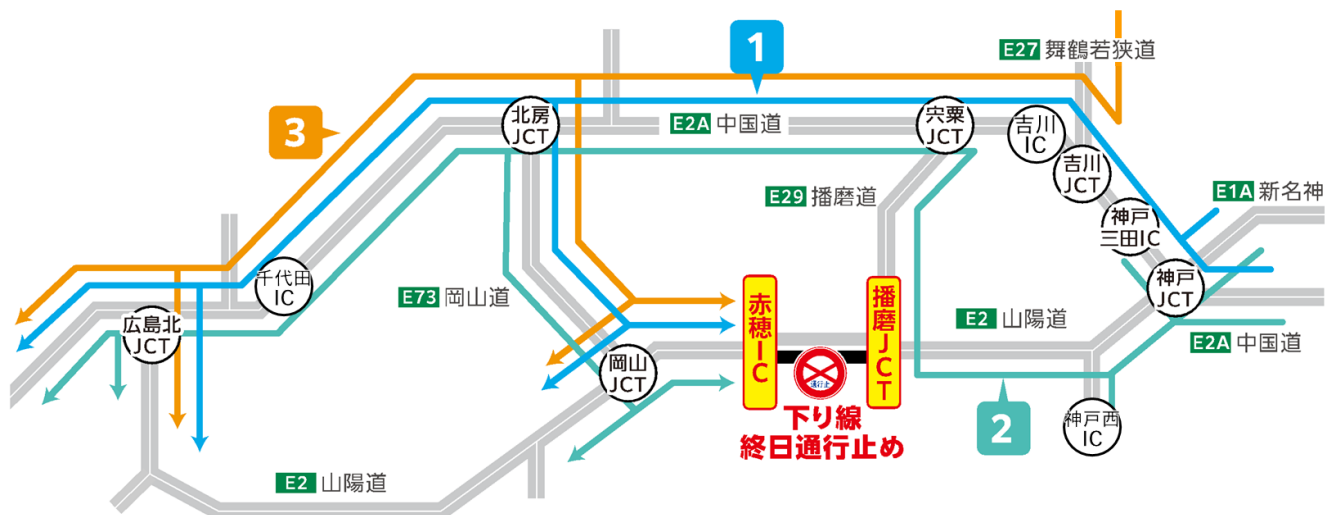 1
E27 舞鶴若狭道
3
北房
JCT
E2A 中国道
宍粟
JCT
吉川
IC
吉川
JCT
E29 播磨道
E1A 新名神
神戸
三田IC
千代田
IC
E73 岡山道
神戸
JCT
広島北
JCT
赤穂IC
播磨JCT
E2 山陽道
E2A 中国道
岡山
JCT
通行止
下り線
終日通行止め
2
神戸西
IC
E2 山陽道